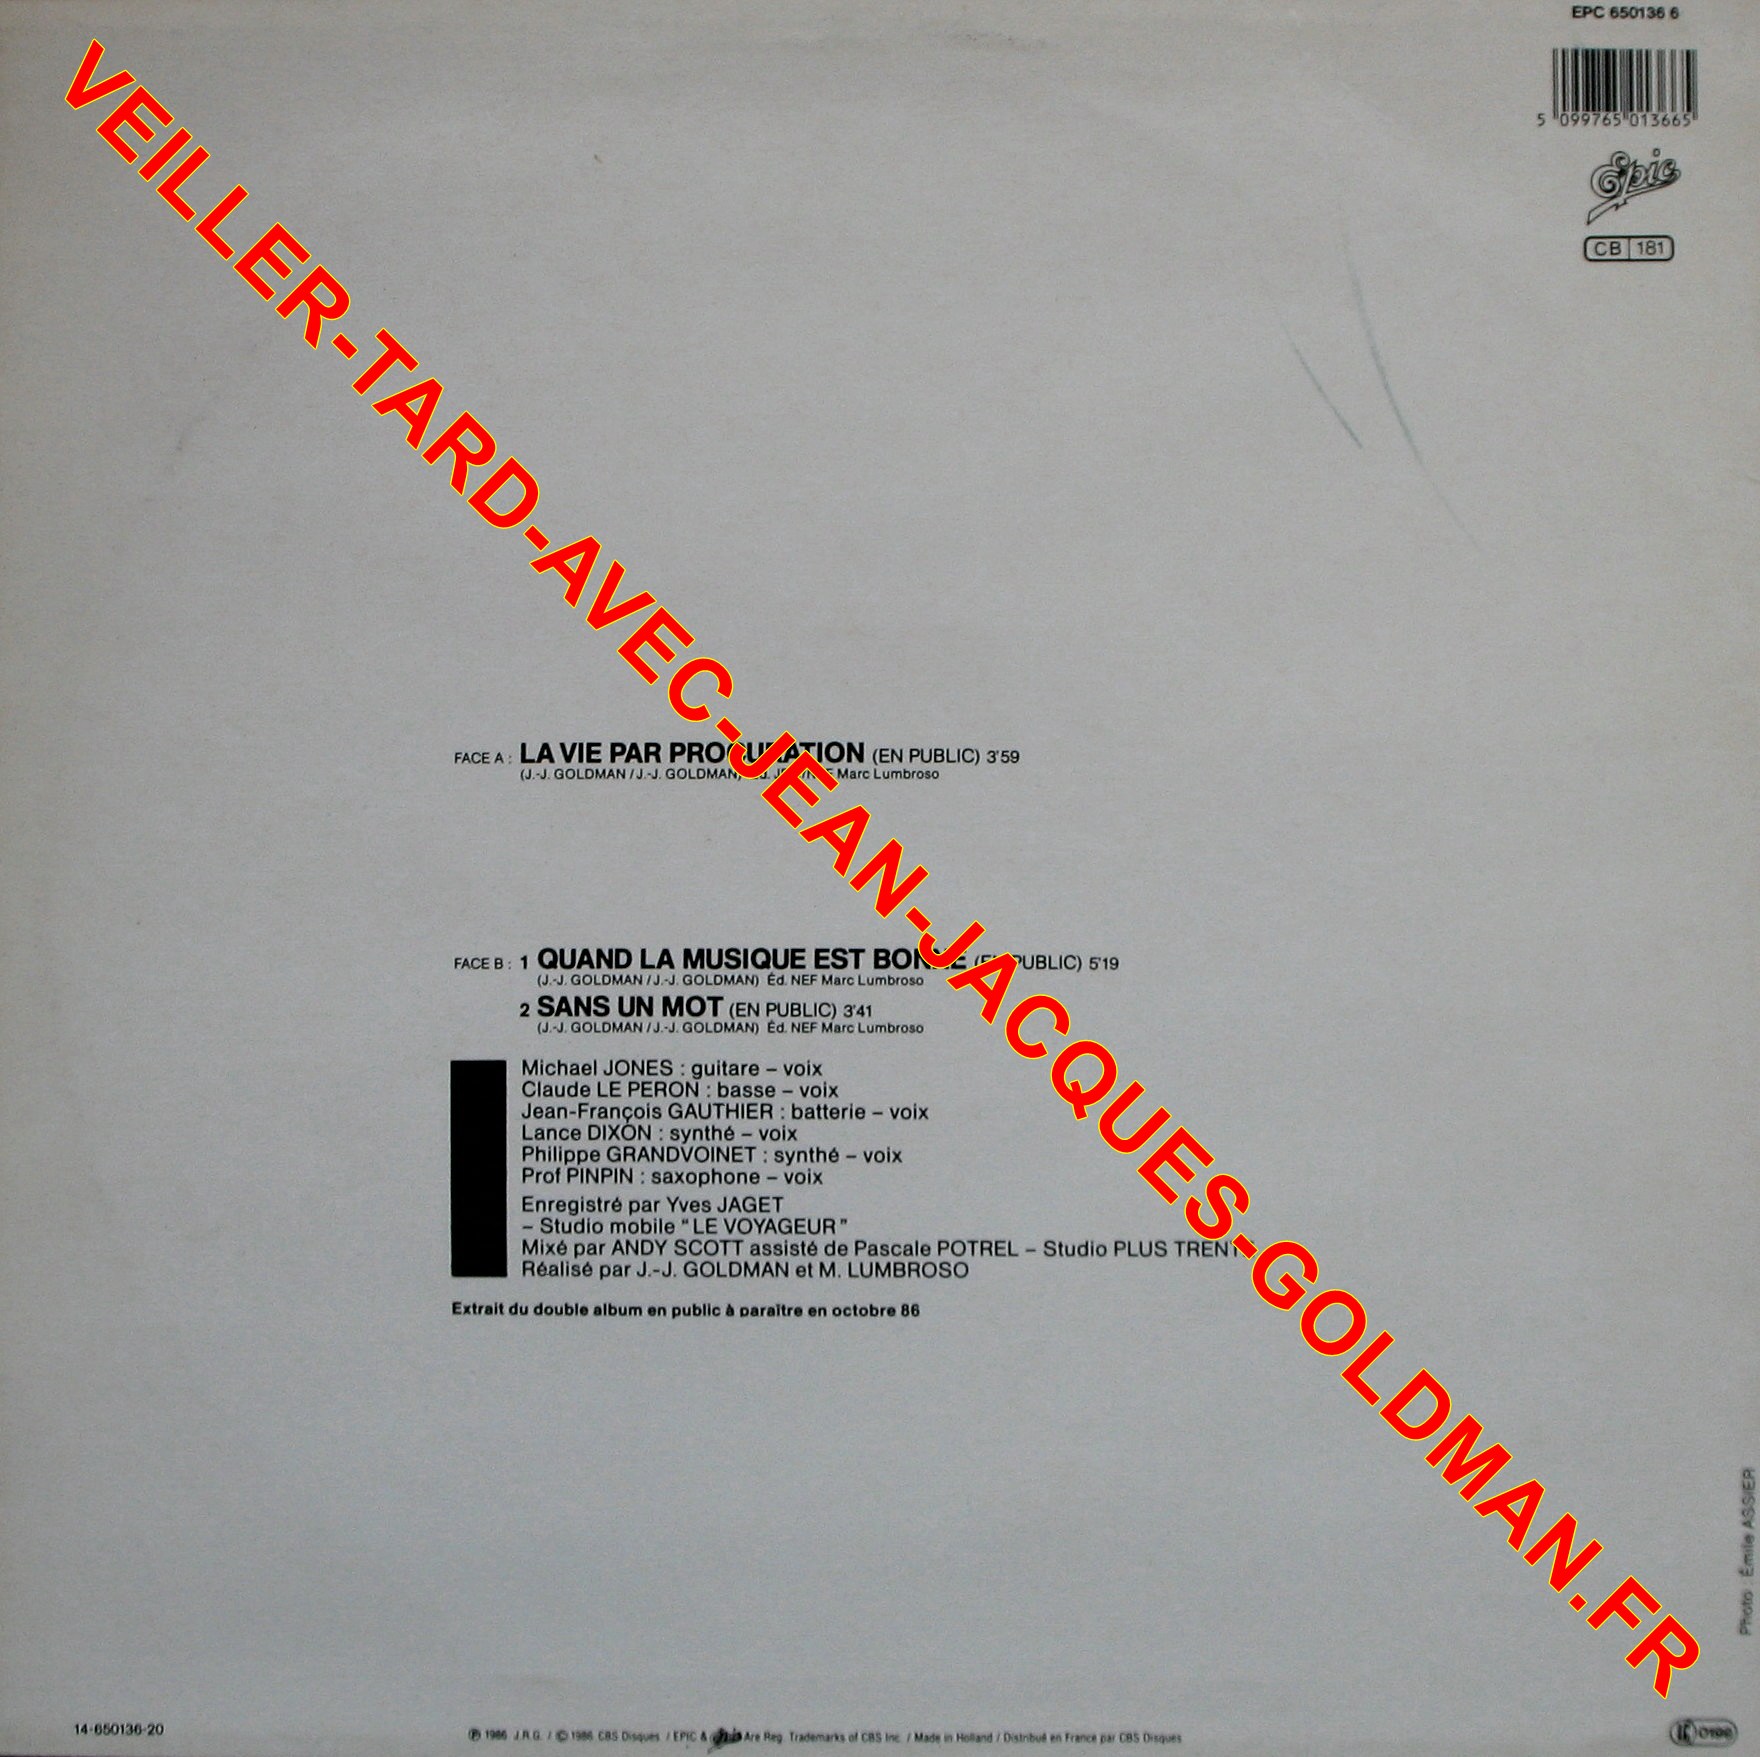 EPC 650136 6
5 099765 013665
Epic
CB 181
VEILLER-TARD-AVEC-JEAN-JACQUES-GOLDMAN.FR
FACE A : LA VIE PAR PROCURATION (EN PUBLIC) 3'59
(J.-J. GOLDMAN / J.-J. GOLDMAN) Marc Lumbroso
FACE B : 1 QUAND LA MUSIQUE EST BONNE (EN PUBLIC) 5'19
(J.-J. GOLDMAN / J.-J. GOLDMAN) Éd. NEF Marc Lumbroso
2 SANS UN MOT (EN PUBLIC) 3'41
(J.-J. GOLDMAN / J.-J. GOLDMAN) Éd. NEF Marc Lumbroso
Michael JONES : guitare – voix
Claude LE PERON : basse – voix
Jean-François GAUTHIER : batterie – voix
Lance DIXON : synthé – voix
Philippe GRANDVOINET : synthé – voix
Prof PINPIN : saxophone – voix
Enregistré par Yves JAGET
– Studio mobile "LE VOYAGEUR"
Mixé par ANDY SCOTT assisté de Pascale POTREL – Studio PLUS TRENTE
Réalisé par J.-J. GOLDMAN et M. LUMBROSO
Extrait du double album en public à paraître en octobre 86
Photo : Émile ASSIER
14-650136-20
℗ 1986 J.R.G. / © 1986 CBS Disques / EPIC & Epic Are Reg. Trademarks of CBS Inc. / Made in Holland / Distribué en France par CBS Disques